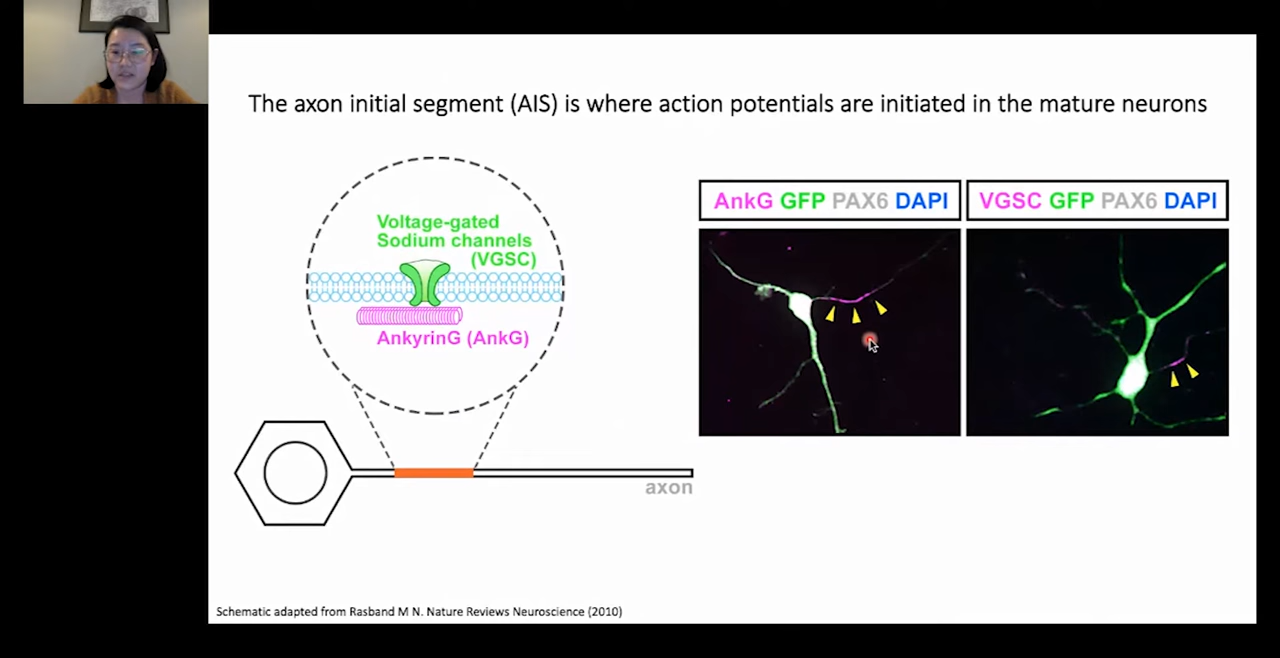 The axon initial segment (AIS) is where action potentials are initiated in the mature neurons
Voltage-gated
Sodium channels
(VGSC)
AnkyrinG (AnkG)
axon
AnkG GFP PAX6 DAPI
VGSC GFP PAX6 DAPI
Schematic adapted from Rasband M N. Nature Reviews Neuroscience (2010)